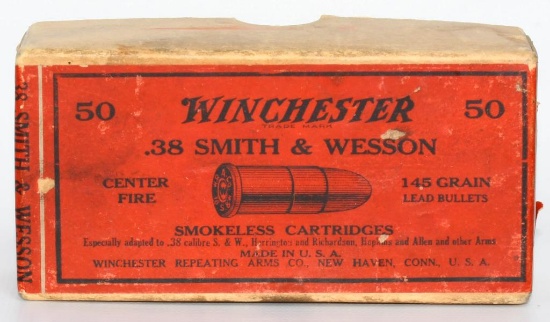 .38 SMITH & WESSON
50 WINCHESTER 50
TRADE MARK
.38 SMITH & WESSON
CENTER FIRE
145 GRAIN
LEAD BULLETS
SMOKELESS CARTRIDGES
Especially adapted to .38 calibre S. & W., Harrington and Richardson, Hopkins and Allen and other Arms
MADE IN U. S. A.
WINCHESTER REPEATING ARMS CO., NEW HAVEN, CONN., U. S. A.